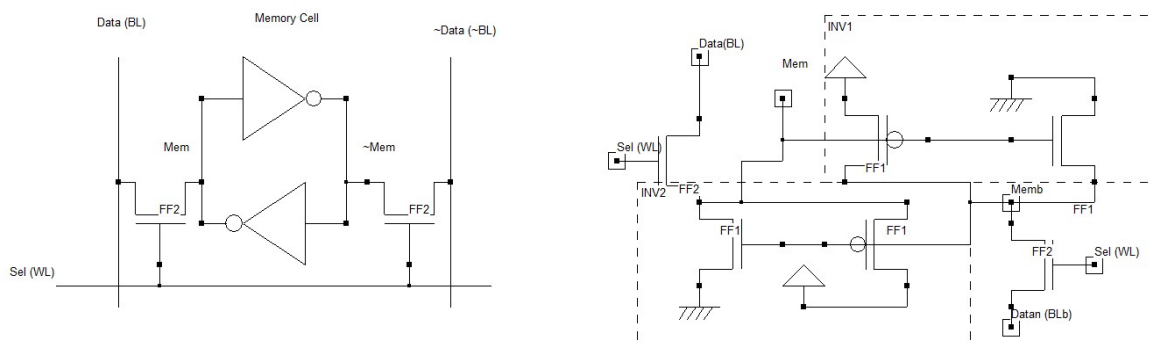 Data (BL)
Memory Cell
~Data (~BL)
Mem
~Mem
FF2
FF2
Sel (WL)
INV1
Data(BL)
Mem
Sel (WL)
FF1
INV2
FF2
Memb
FF1
FF1
FF1
FF2
Sel (WL)
Datan (BLb)